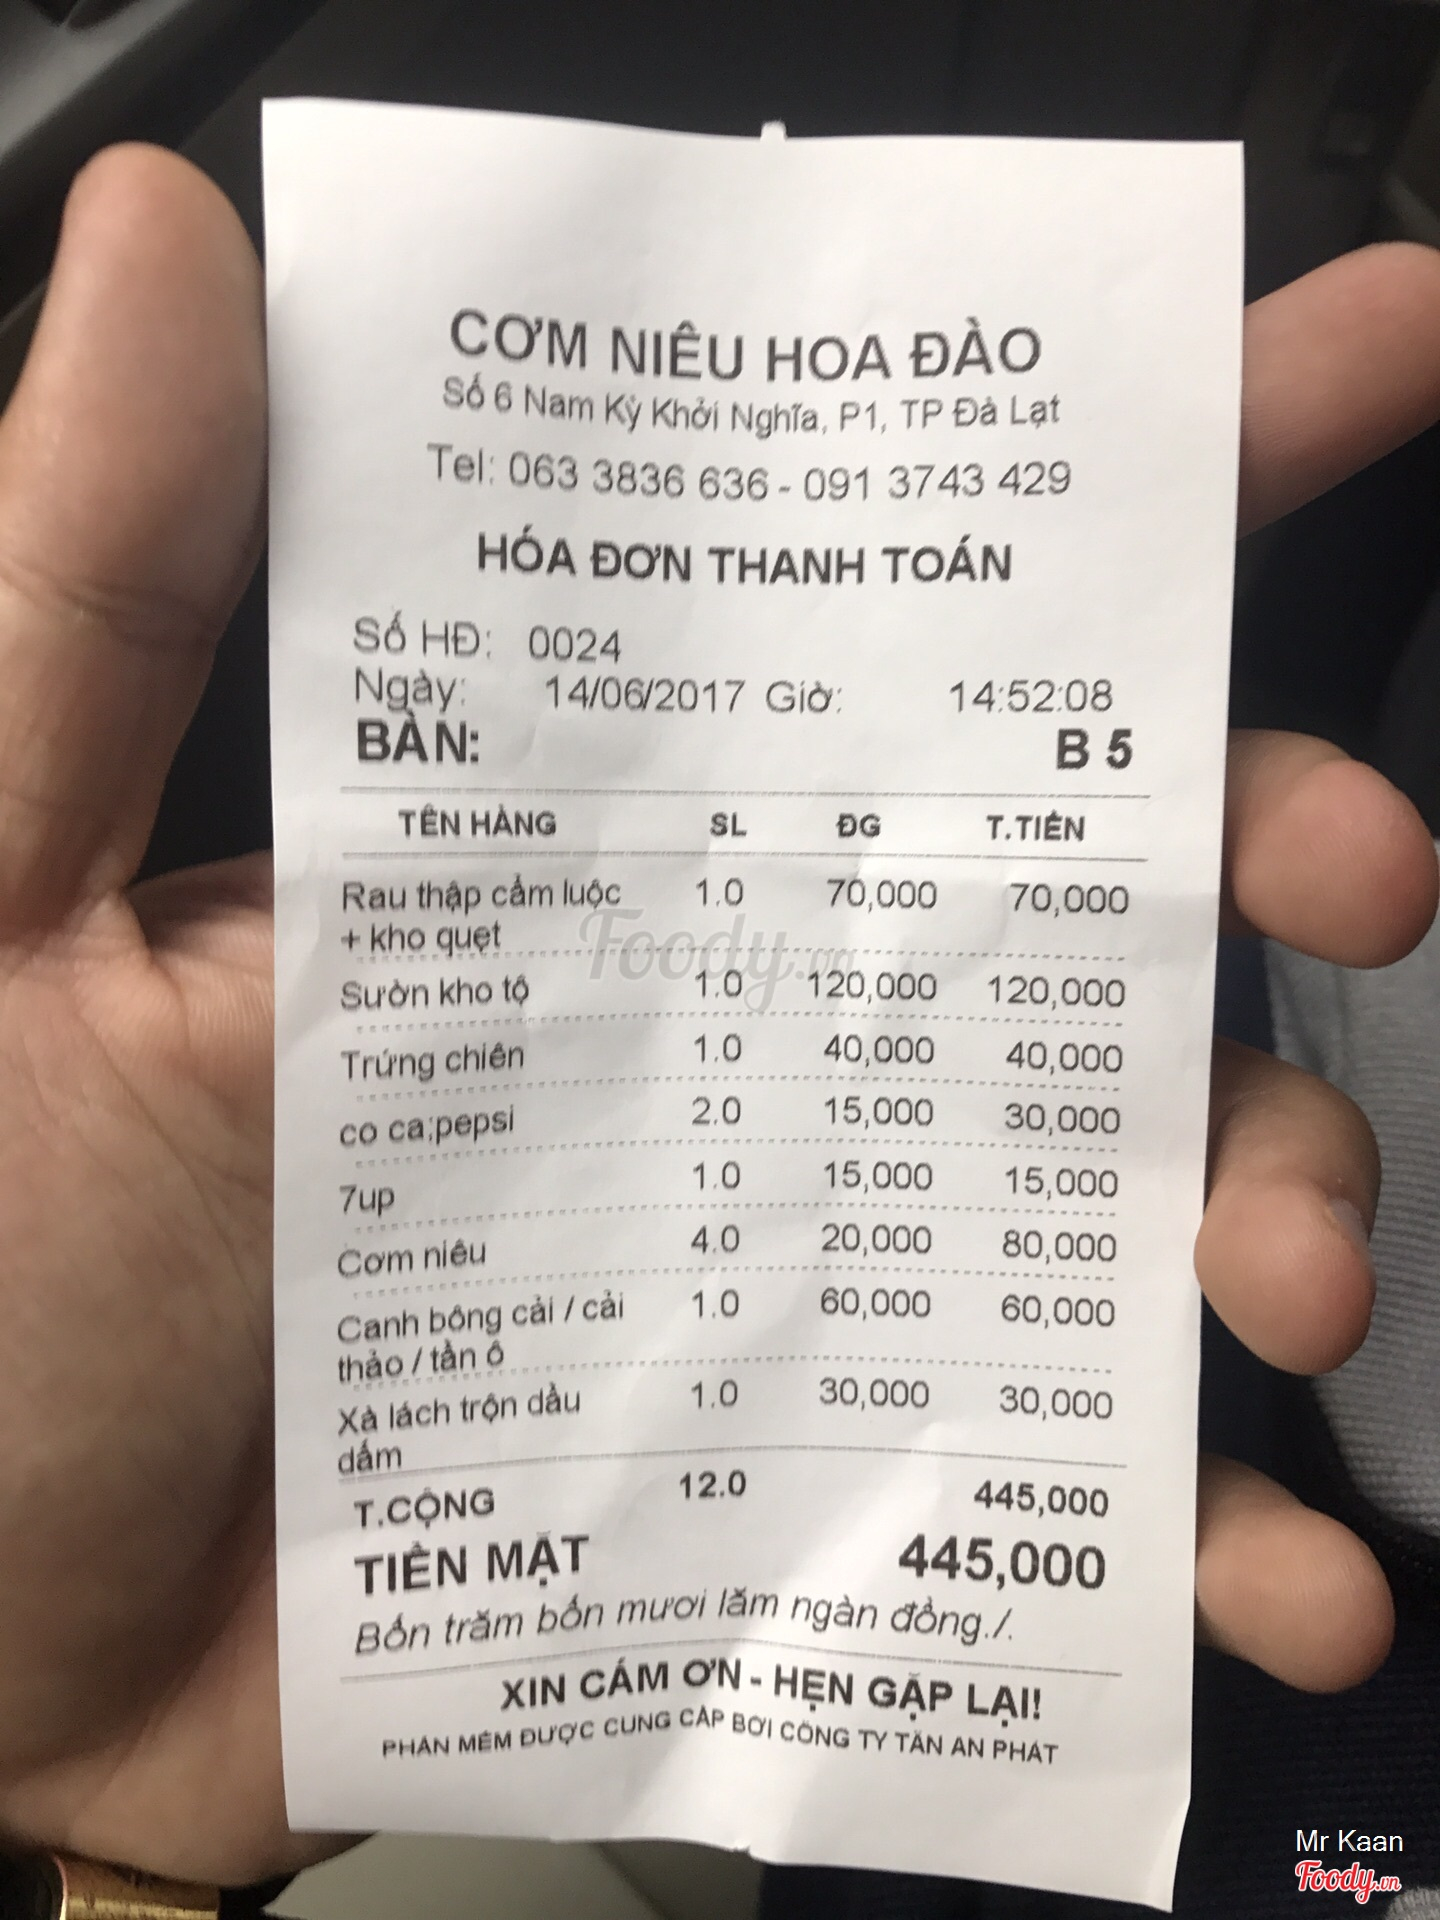 CƠM NIÊU HOA ĐÀO
Số 6 Nam Kỳ Khởi Nghĩa, P1, TP Đà Lạt
Tel: 063 3836 636 - 091 3743 429
HÓA ĐƠN THANH TOÁN
Số HĐ: 0024
Ngày: 14/06/2017 Giờ: 14:52:08
BÀN: B 5
TÊN HÀNG SL ĐG T.TIỀN
Rau thập cẩm luộc 1.0 70,000 70,000
+ kho quẹt
Foody.vn
Sườn kho tộ 1.0 120,000 120,000
Trứng chiên 1.0 40,000 40,000
co ca;pepsi 2.0 15,000 30,000
7up 1.0 15,000 15,000
Cơm niêu 4.0 20,000 80,000
Canh bông cải / cải 1.0 60,000 60,000
thảo / tần ô
Xà lách trộn dầu 1.0 30,000 30,000
dấm
T.CỘNG 12.0 445,000
TIỀN MẶT 445,000
Bốn trăm bốn mươi lăm ngàn đồng./.
XIN CÁM ƠN - HẸN GẶP LẠI!
PHẦN MỀM ĐƯỢC CUNG CẤP BỞI CÔNG TY TÂN AN PHÁT
Mr Kaan
Foody.vn